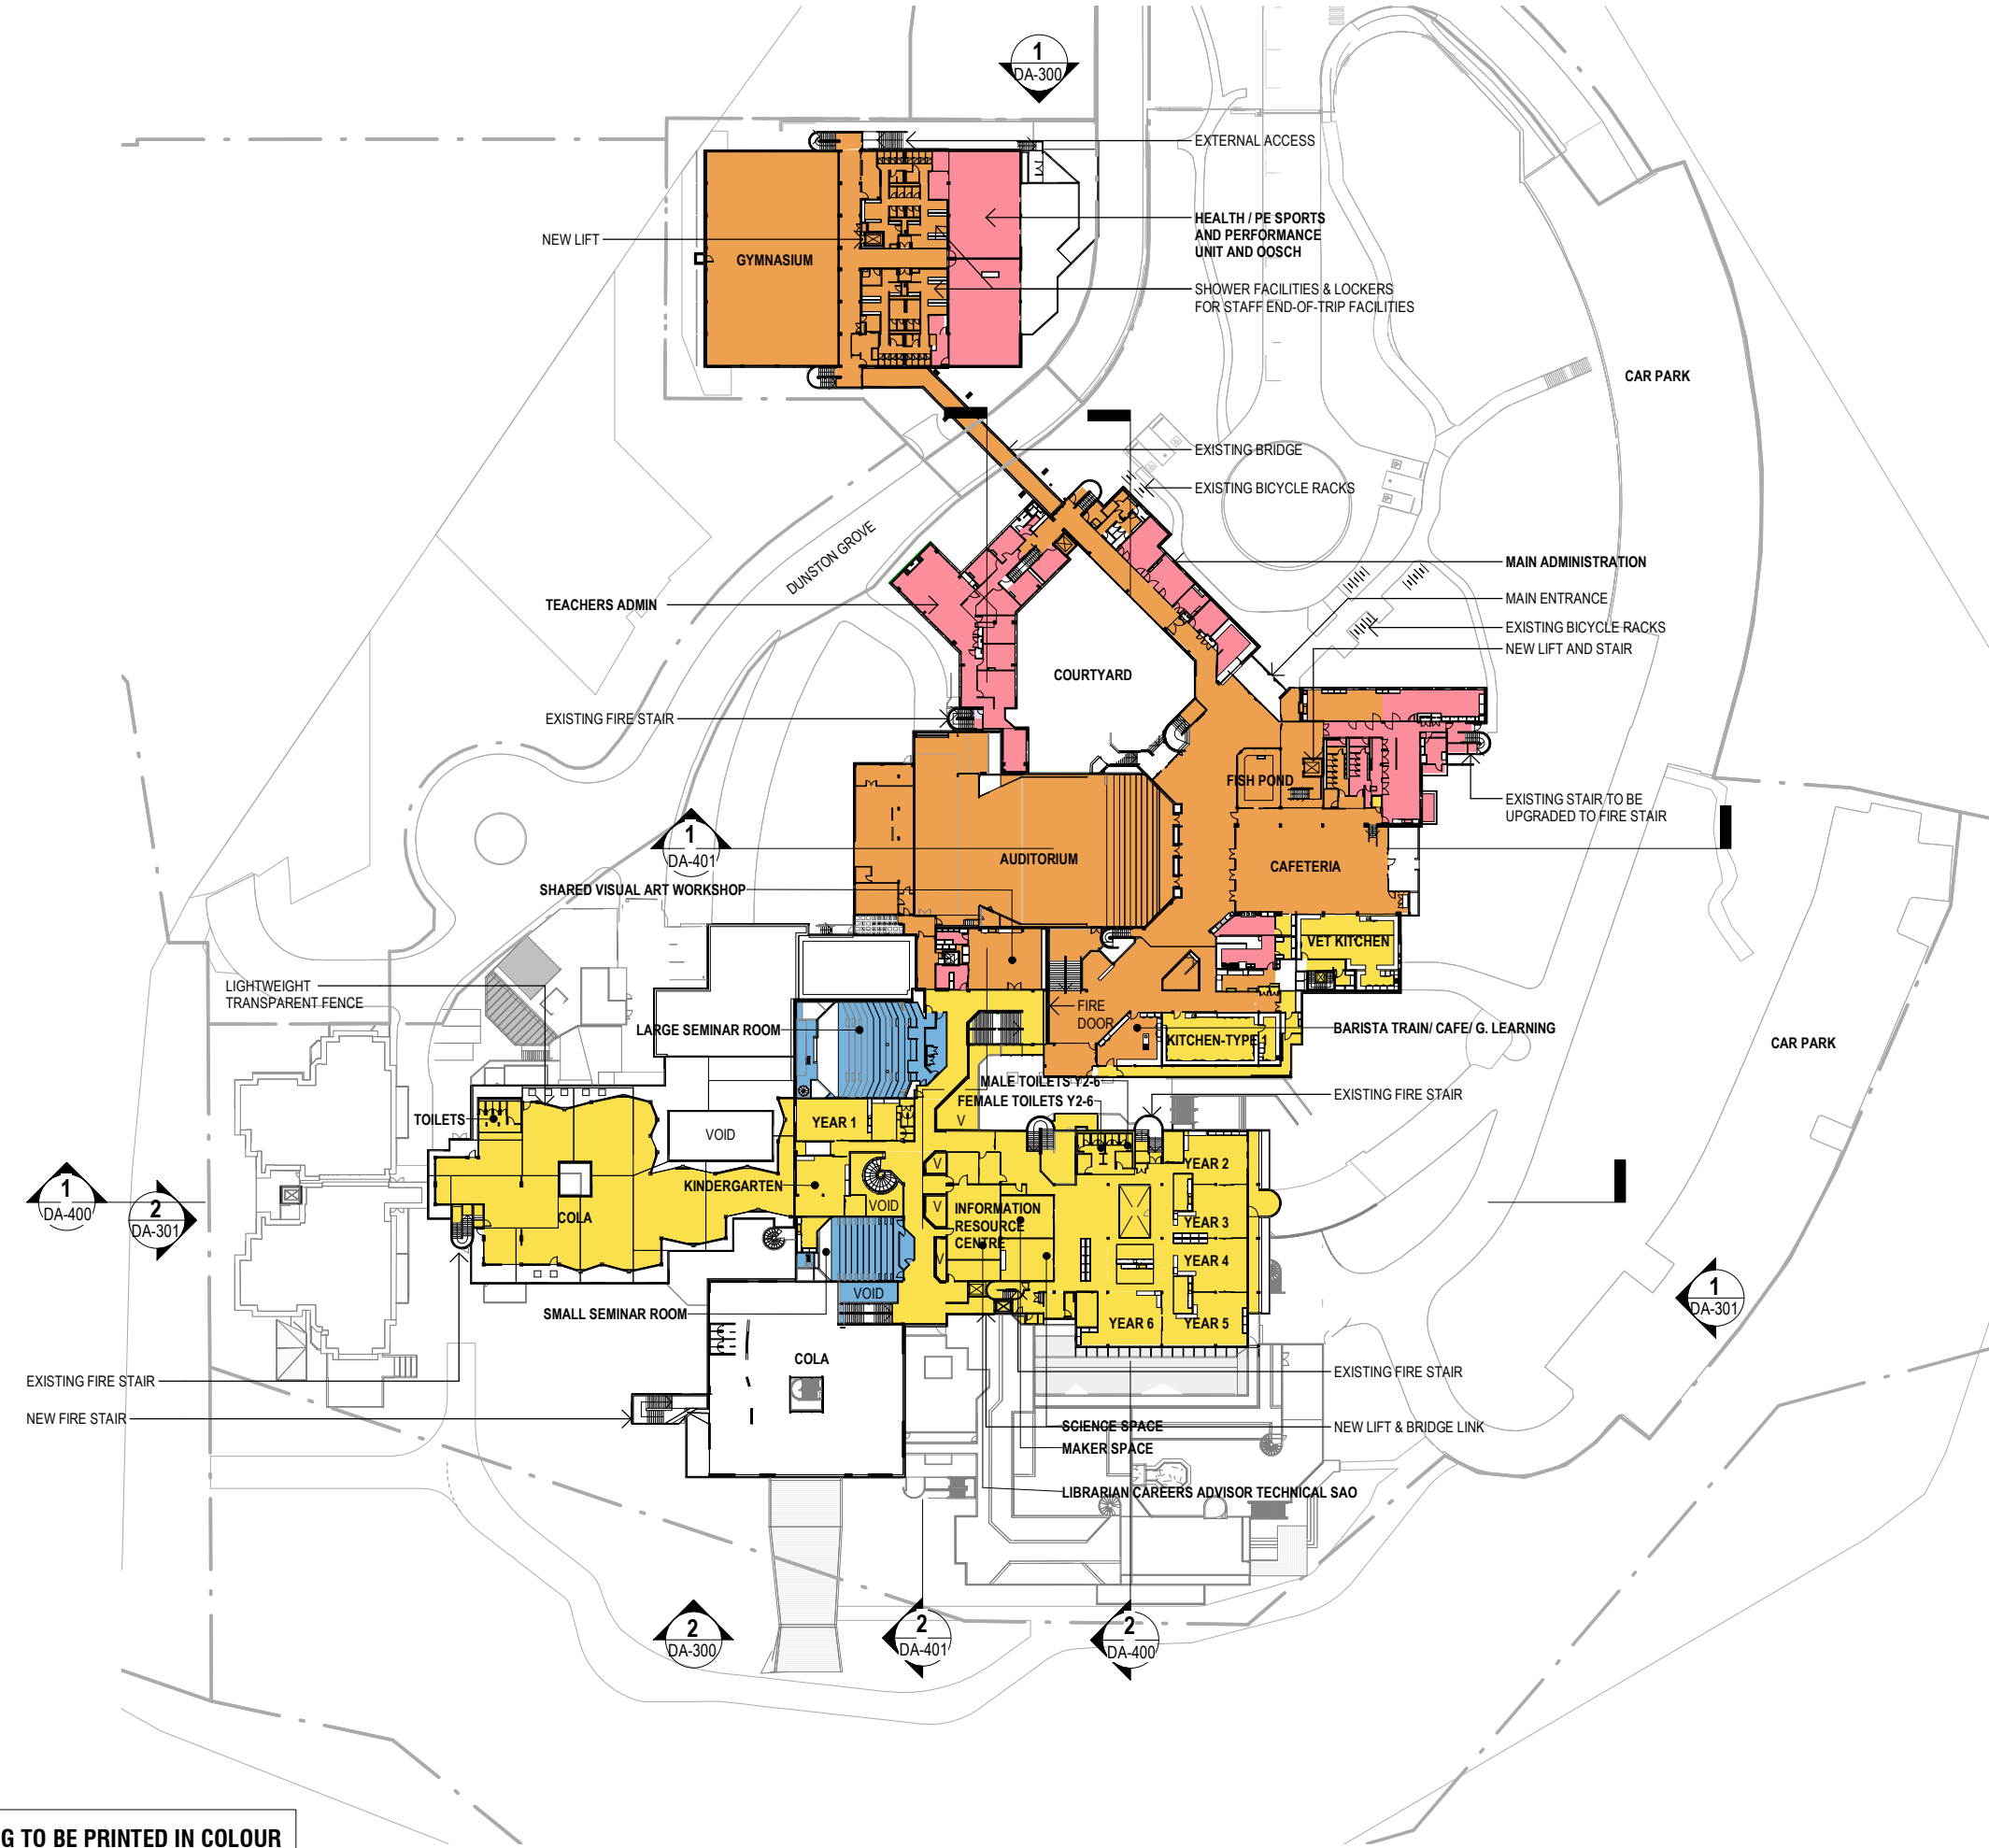 1
DA-300
EXTERNAL ACCESS
HEALTH / PE SPORTS
AND PERFORMANCE
UNIT AND OOSCH
NEW LIFT
GYMNASIUM
SHOWER FACILITIES & LOCKERS
FOR STAFF END-OF-TRIP FACILITIES
CAR PARK
EXISTING BRIDGE
EXISTING BICYCLE RACKS
DUNSTON GROVE
MAIN ADMINISTRATION
TEACHERS ADMIN
MAIN ENTRANCE
EXISTING BICYCLE RACKS
NEW LIFT AND STAIR
COURTYARD
EXISTING FIRE STAIR
FISH POND
EXISTING STAIR TO BE
UPGRADED TO FIRE STAIR
1
DA-401
AUDITORIUM
CAFETERIA
SHARED VISUAL ART WORKSHOP
VET KITCHEN
LIGHTWEIGHT
TRANSPARENT FENCE
FIRE
DOOR
LARGE SEMINAR ROOM
BARISTA TRAIN/ CAFE/ G. LEARNING
KITCHEN-TYPE 1
CAR PARK
MALE TOILETS Y2-6
FEMALE TOILETS Y2-6
EXISTING FIRE STAIR
TOILETS
YEAR 1
V
VOID
YEAR 2
V
KINDERGARTEN
1
DA-400
2
DA-301
COLA
VOID
V
INFORMATION
RESOURCE
CENTRE
YEAR 3
V
YEAR 4
VOID
1
DA-301
SMALL SEMINAR ROOM
YEAR 6
YEAR 5
COLA
EXISTING FIRE STAIR
EXISTING FIRE STAIR
NEW FIRE STAIR
SCIENCE SPACE
NEW LIFT & BRIDGE LINK
MAKER SPACE
LIBRARIAN CAREERS ADVISOR TECHNICAL SAO
2
DA-300
2
DA-401
2
DA-400
G TO BE PRINTED IN COLOUR